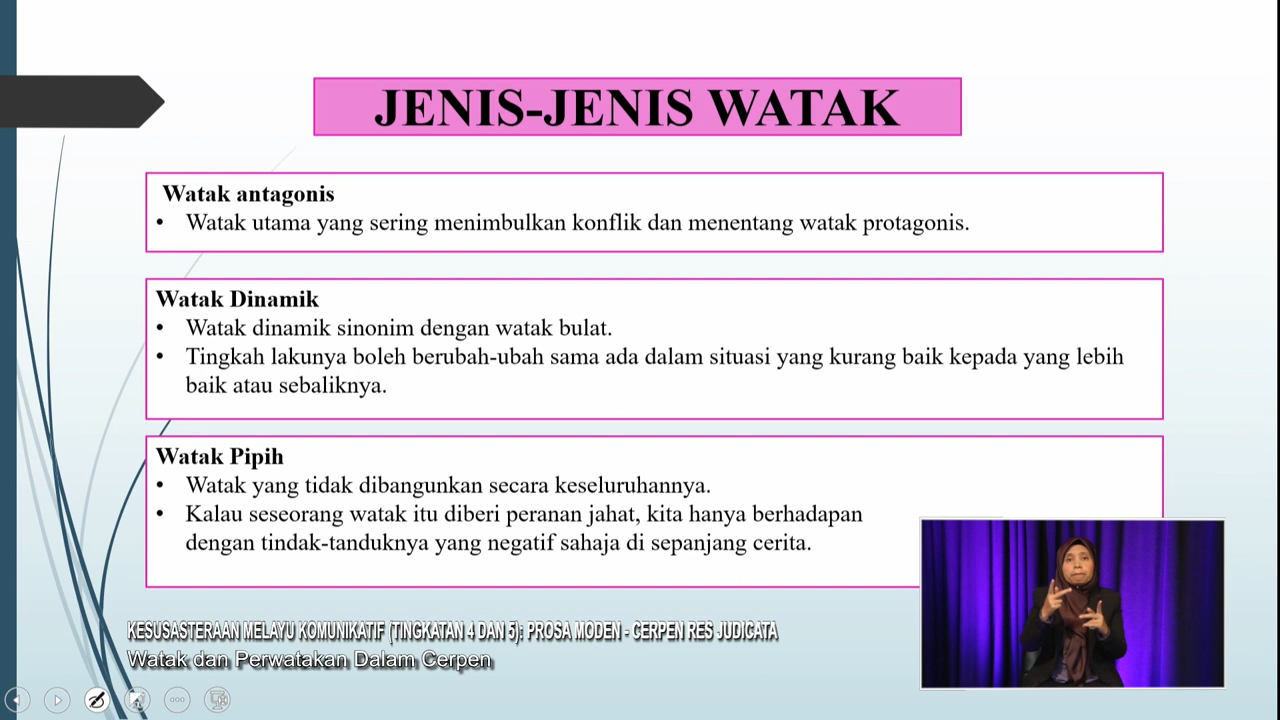 JENIS-JENIS WATAK
Watak antagonis
• Watak utama yang sering menimbulkan konflik dan menentang watak protagonis.
Watak Dinamik
• Watak dinamik sinonim dengan watak bulat.
• Tingkah lakunya boleh berubah-ubah sama ada dalam situasi yang kurang baik kepada yang lebih
baik atau sebaliknya.
Watak Pipih
• Watak yang tidak dibangunkan secara keseluruhannya.
• Kalau seseorang watak itu diberi peranan jahat, kita hanya berhadapan
dengan tindak-tanduknya yang negatif sahaja di sepanjang cerita.
KESUSASTERAAN MELAYU KOMUNIKATIF (TINGKATAN 4 DAN 5): PROSA MODEN - CERPEN RES JUDICATA
Watak dan Perwatakan Dalam Cerpen